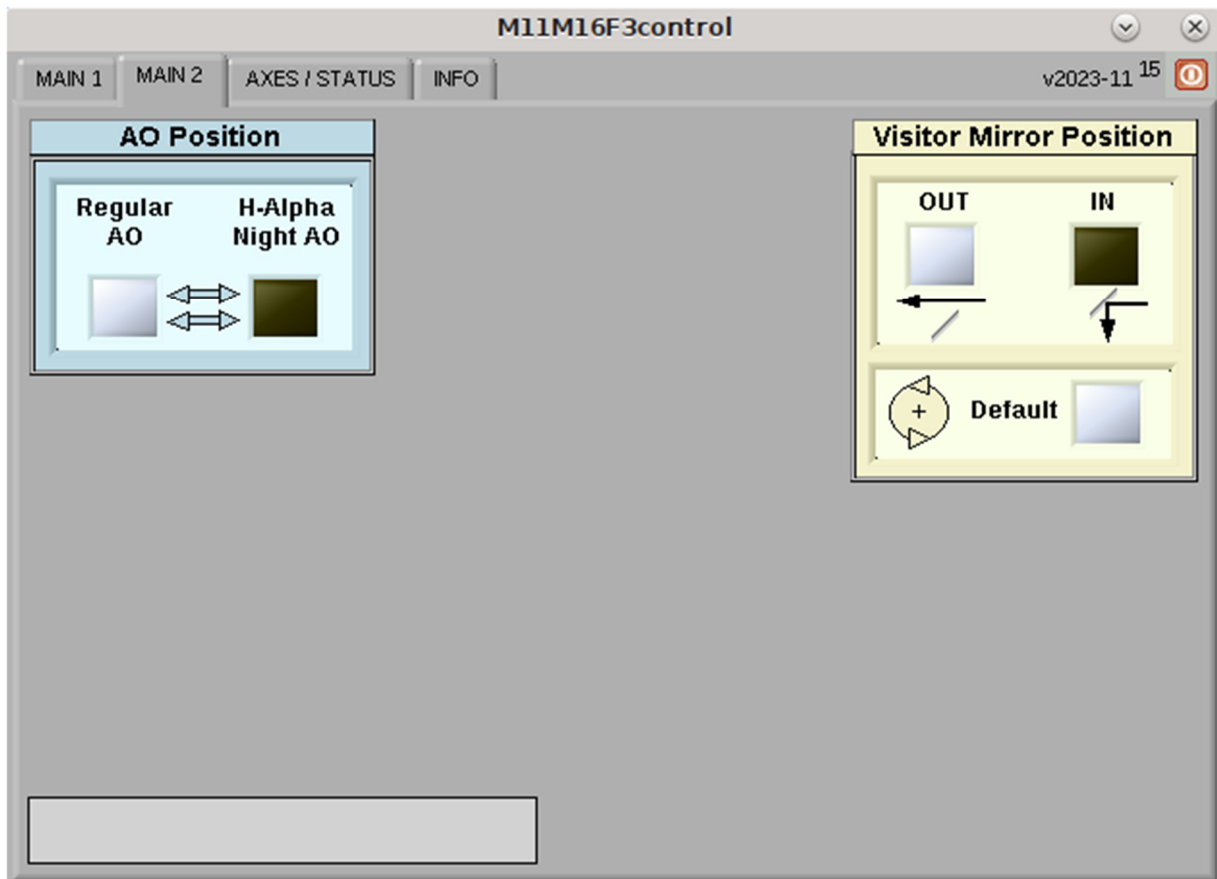 M11M16F3control
MAIN 1 MAIN 2 AXES / STATUS INFO v2023-11 15
AO Position
Regular AO
H-Alpha Night AO
Visitor Mirror Position
OUT IN
Default